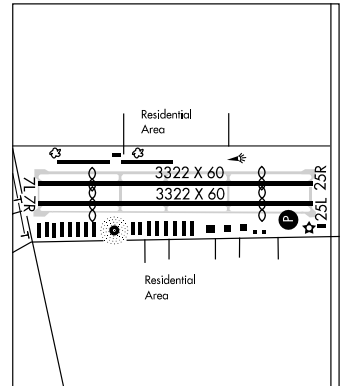 Residential
Area
3322 X 60
3322 X 60
7L
7R
25R
25L
P
Residential
Area